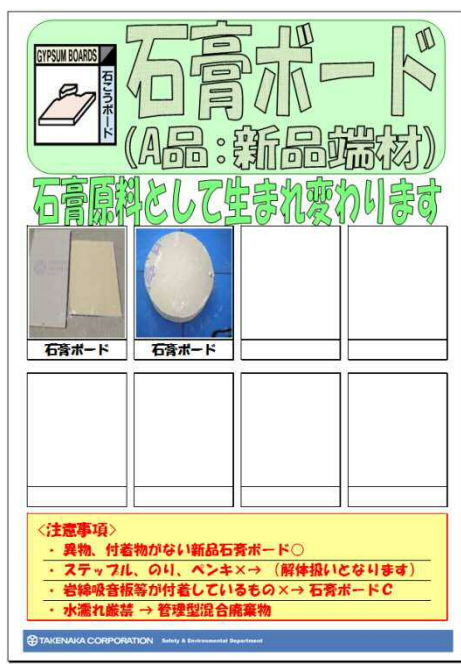 GYPSUM BOARDS
石こうボード
石膏ボード
(A品:新品端材)
石膏原料として生まれ変わります
石膏ボード
石膏ボード
<注意事項>
・ 異物、付着物がない新品石膏ボード○
・ ステップル、のり、ペンキ×→ (解体扱いとなります)
・ 岩綿吸音板等が付着しているもの×→ 石膏ボードC
・ 水濡れ厳禁 → 管理型混合廃棄物
TAKENAKA CORPORATION Safety & Environmental Department